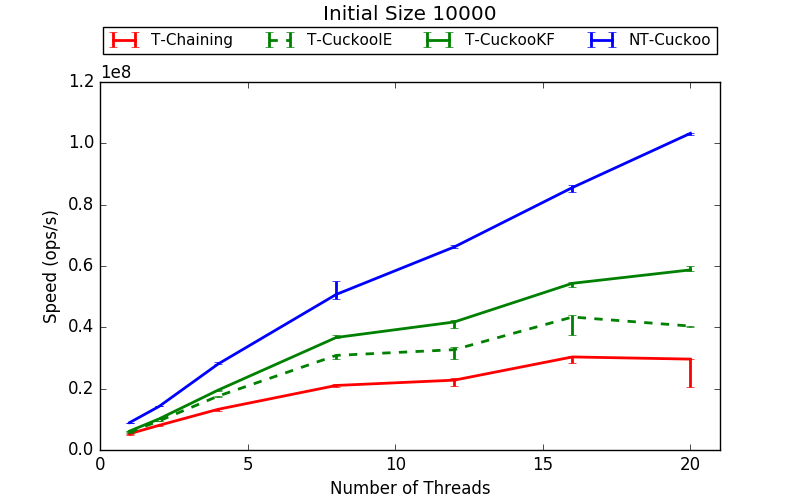 Initial Size 10000
T-Chaining T-CuckooIE T-CuckooKF NT-Cuckoo
1e8
1.2
1.0
0.8
0.6
0.4
0.2
0.0
Speed (ops/s)
0 5 10 15 20
Number of Threads